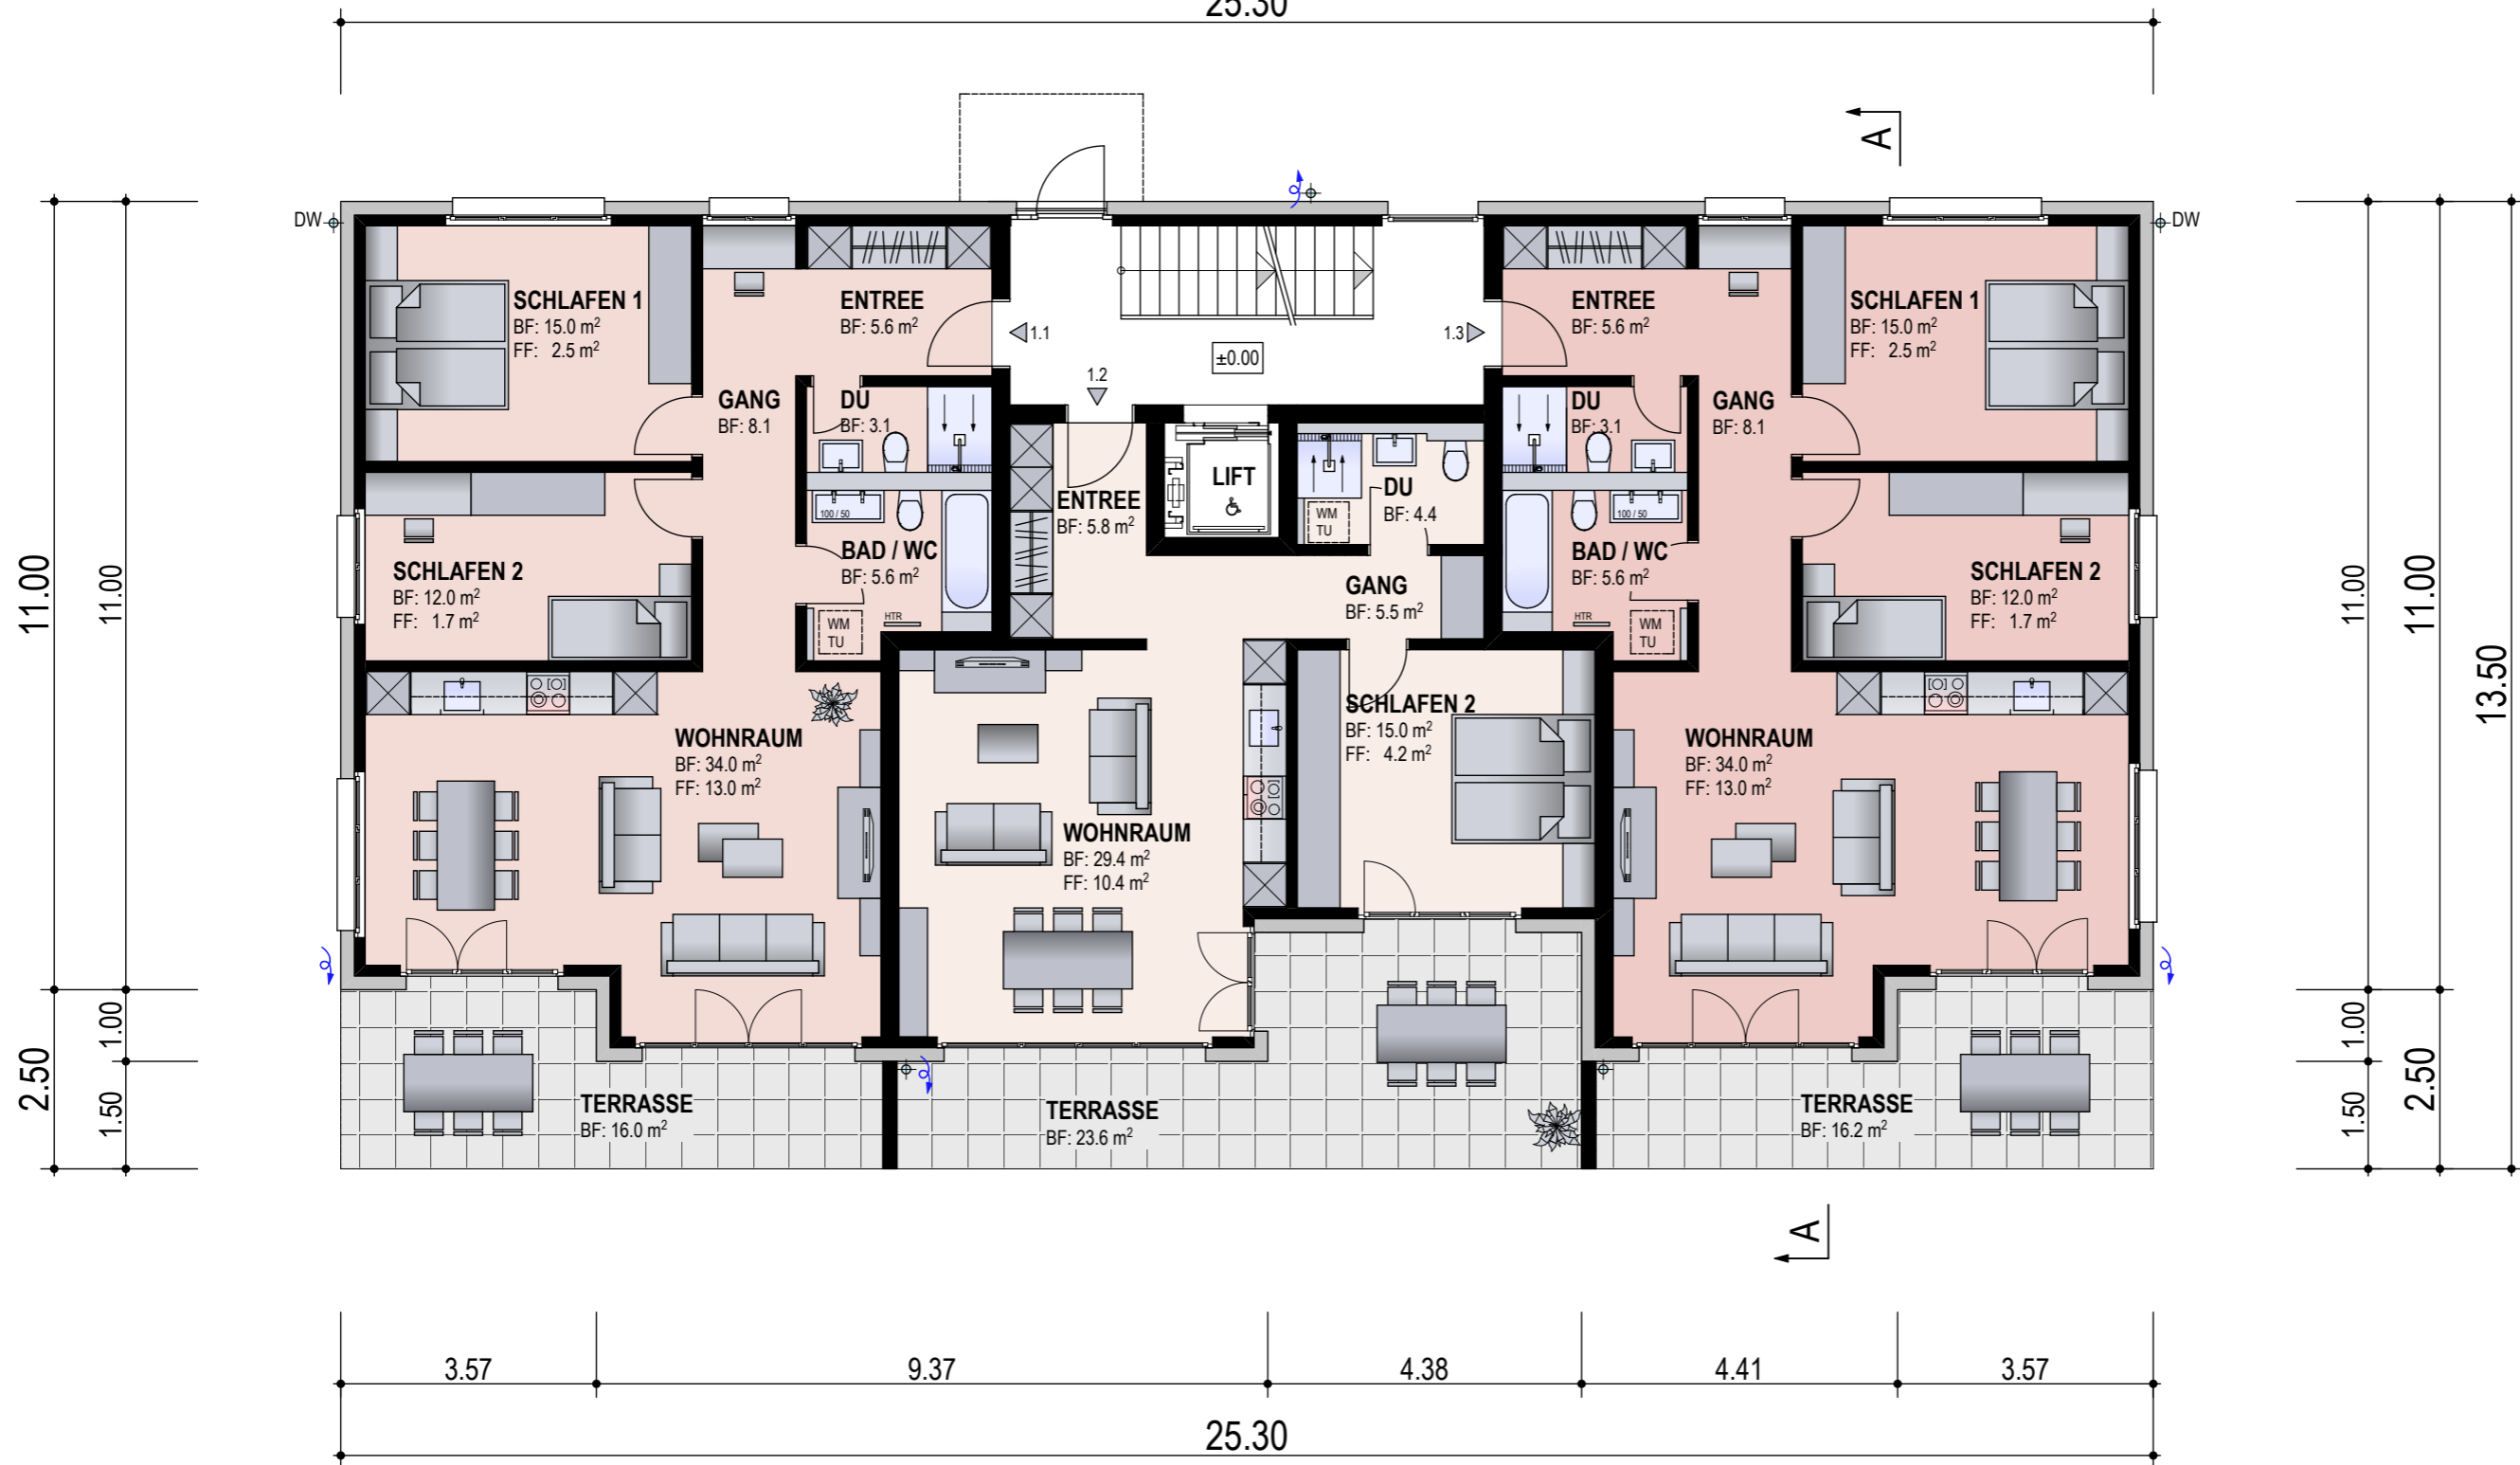 25.30
A
DW
DW
SCHLAFEN 1
BF: 15.0 m²
FF: 2.5 m²
ENTREE
BF: 5.6 m²
1.1
1.2
±0.00
1.3
ENTREE
BF: 5.6 m²
SCHLAFEN 1
BF: 15.0 m²
FF: 2.5 m²
GANG
BF: 8.1
DU
BF: 3.1
DU
BF: 3.1
GANG
BF: 8.1
LIFT
ENTREE
BF: 5.8 m²
WM
TU
DU
BF: 4.4
100 / 50
BAD / WC
BF: 5.6 m²
HTR
WM
TU
100 / 50
BAD / WC
BF: 5.6 m²
HTR
WM
TU
SCHLAFEN 2
BF: 12.0 m²
FF: 1.7 m²
GANG
BF: 5.5 m²
SCHLAFEN 2
BF: 12.0 m²
FF: 1.7 m²
11.00
11.00
11.00
11.00
13.50
WOHNRAUM
BF: 34.0 m²
FF: 13.0 m²
SCHLAFEN 2
BF: 15.0 m²
FF: 4.2 m²
WOHNRAUM
BF: 34.0 m²
FF: 13.0 m²
WOHNRAUM
BF: 29.4 m²
FF: 10.4 m²
2.50
1.00
1.50
1.00
1.50
2.50
TERRASSE
BF: 16.0 m²
TERRASSE
BF: 23.6 m²
TERRASSE
BF: 16.2 m²
A
3.57
9.37
4.38
4.41
3.57
25.30